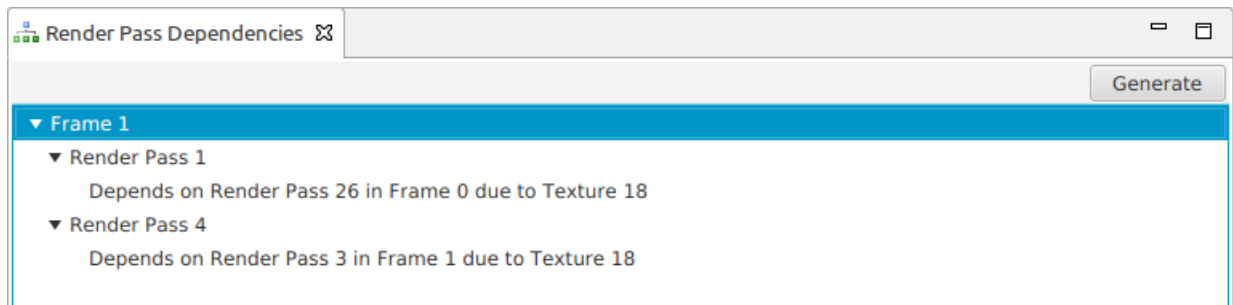 Render Pass Dependencies
Generate
Frame 1
Render Pass 1
Depends on Render Pass 26 in Frame 0 due to Texture 18
Render Pass 4
Depends on Render Pass 3 in Frame 1 due to Texture 18